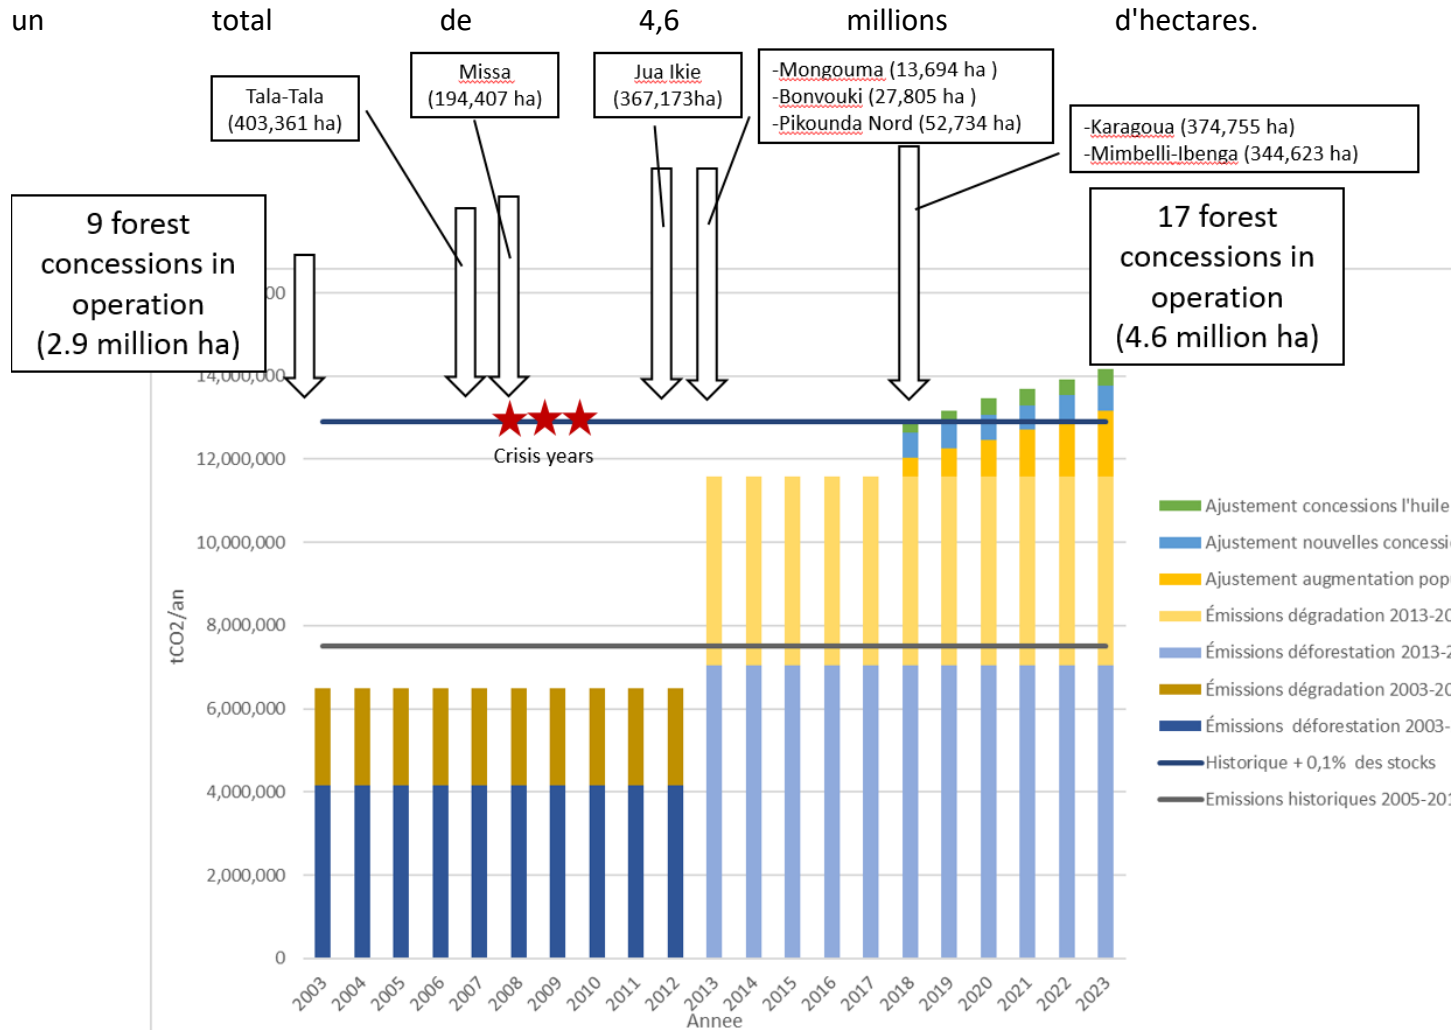 un total de 4,6 millions d'hectares.
Tala-Tala
(403,361 ha)
Missa
(194,407 ha)
Jua Ikie
(367,173ha)
-Mongouma (13,694 ha )
-Bonvouki (27,805 ha )
-Pikounda Nord (52,734 ha)
-Karagoua (374,755 ha)
-Mimbelli-Ibenga (344,623 ha)
9 forest
concessions in
operation
(2.9 million ha)
17 forest
concessions in
operation
(4.6 million ha)
14,000,000
12,000,000
10,000,000
8,000,000
6,000,000
4,000,000
2,000,000
0
tCO2/an
Crisis years
2003
2004
2005
2006
2007
2008
2009
2010
2011
2012
2013
2014
2015
2016
2017
2018
2019
2020
2021
2022
2023
Annee
Ajustement concessions l'huile
Ajustement nouvelles concessi
Ajustement augmentation popu
Émissions dégradation 2013-20
Émissions déforestation 2013-2
Émissions dégradation 2003-20
Émissions déforestation 2003-
Historique + 0,1% des stocks
Emissions historiques 2005-201